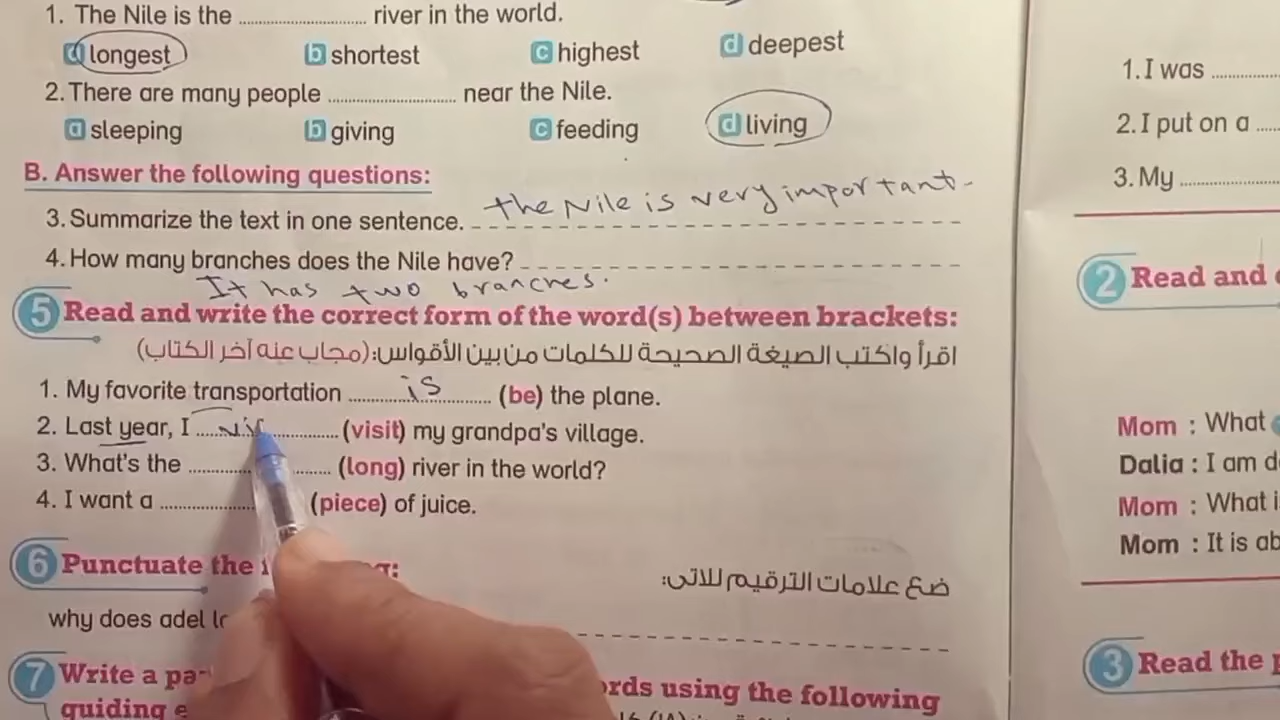 1. The Nile is the .................... river in the world.
a longest b shortest c highest d deepest
2. There are many people .................... near the Nile.
a sleeping b giving c feeding d living
B. Answer the following questions:
3. Summarize the text in one sentence. the Nile is very important-
4. How many branches does the Nile have?
It has two branches.
5 Read and write the correct form of the word(s) between brackets:
اقرأ واكتب الصيغة الصحيحة للكلمات من بين الأقواس: (مجاب عنه آخر الكتاب)
1. My favorite transportation .......... is .......... (be) the plane.
2. Last year, I .......... (visit) my grandpa's village.
3. What's the .................... (long) river in the world?
4. I want a .................... (piece) of juice.
6 Punctuate the
ضع علامات الترقيم للاتى:
why does adel
7 Write a
using the following
guiding
1. I was ..........
2. I put on a .....
3. My ..........
2 Read and
Mom : What
Dalia : I am
Mom : What
Mom : It is
3 Read the